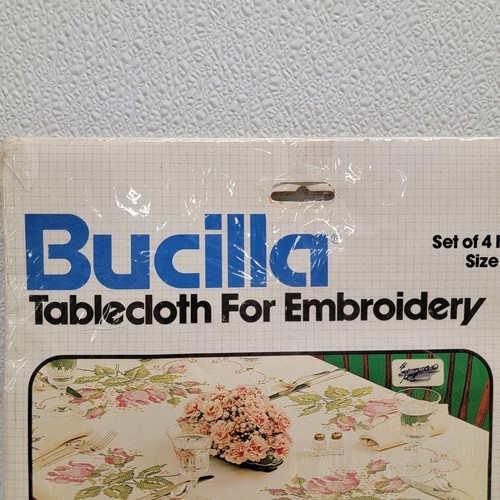 Bucilla®
Set of 4
Size
Tablecloth For Embroidery